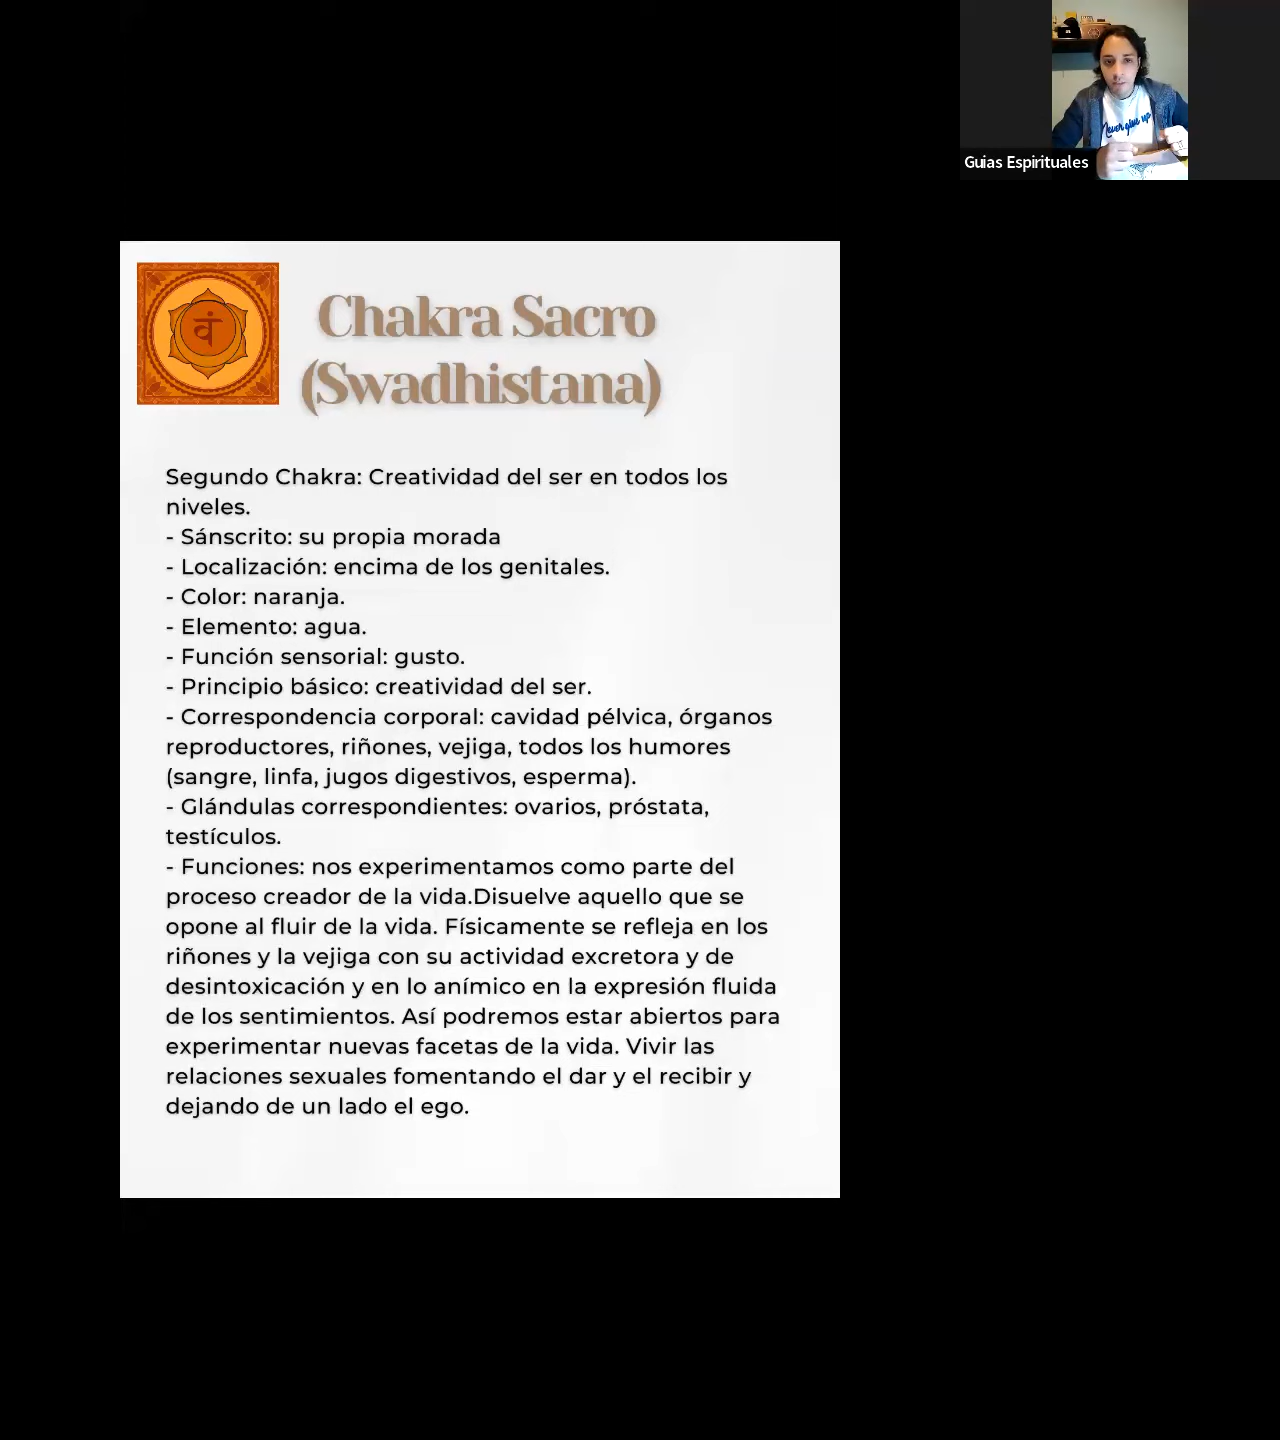 Never give up
Guias Espirituales
वं
Chakra Sacro
(Swadhistana)
Segundo Chakra: Creatividad del ser en todos los
niveles.
- Sánscrito: su propia morada
- Localización: encima de los genitales.
- Color: naranja.
- Elemento: agua.
- Función sensorial: gusto.
- Principio básico: creatividad del ser.
- Correspondencia corporal: cavidad pélvica, órganos
reproductores, riñones, vejiga, todos los humores
(sangre, linfa, jugos digestivos, esperma).
- Glándulas correspondientes: ovarios, próstata,
testículos.
- Funciones: nos experimentamos como parte del
proceso creador de la vida.Disuelve aquello que se
opone al fluir de la vida. Físicamente se refleja en los
riñones y la vejiga con su actividad excretora y de
desintoxicación y en lo anímico en la expresión fluida
de los sentimientos. Así podremos estar abiertos para
experimentar nuevas facetas de la vida. Vivir las
relaciones sexuales fomentando el dar y el recibir y
dejando de un lado el ego.